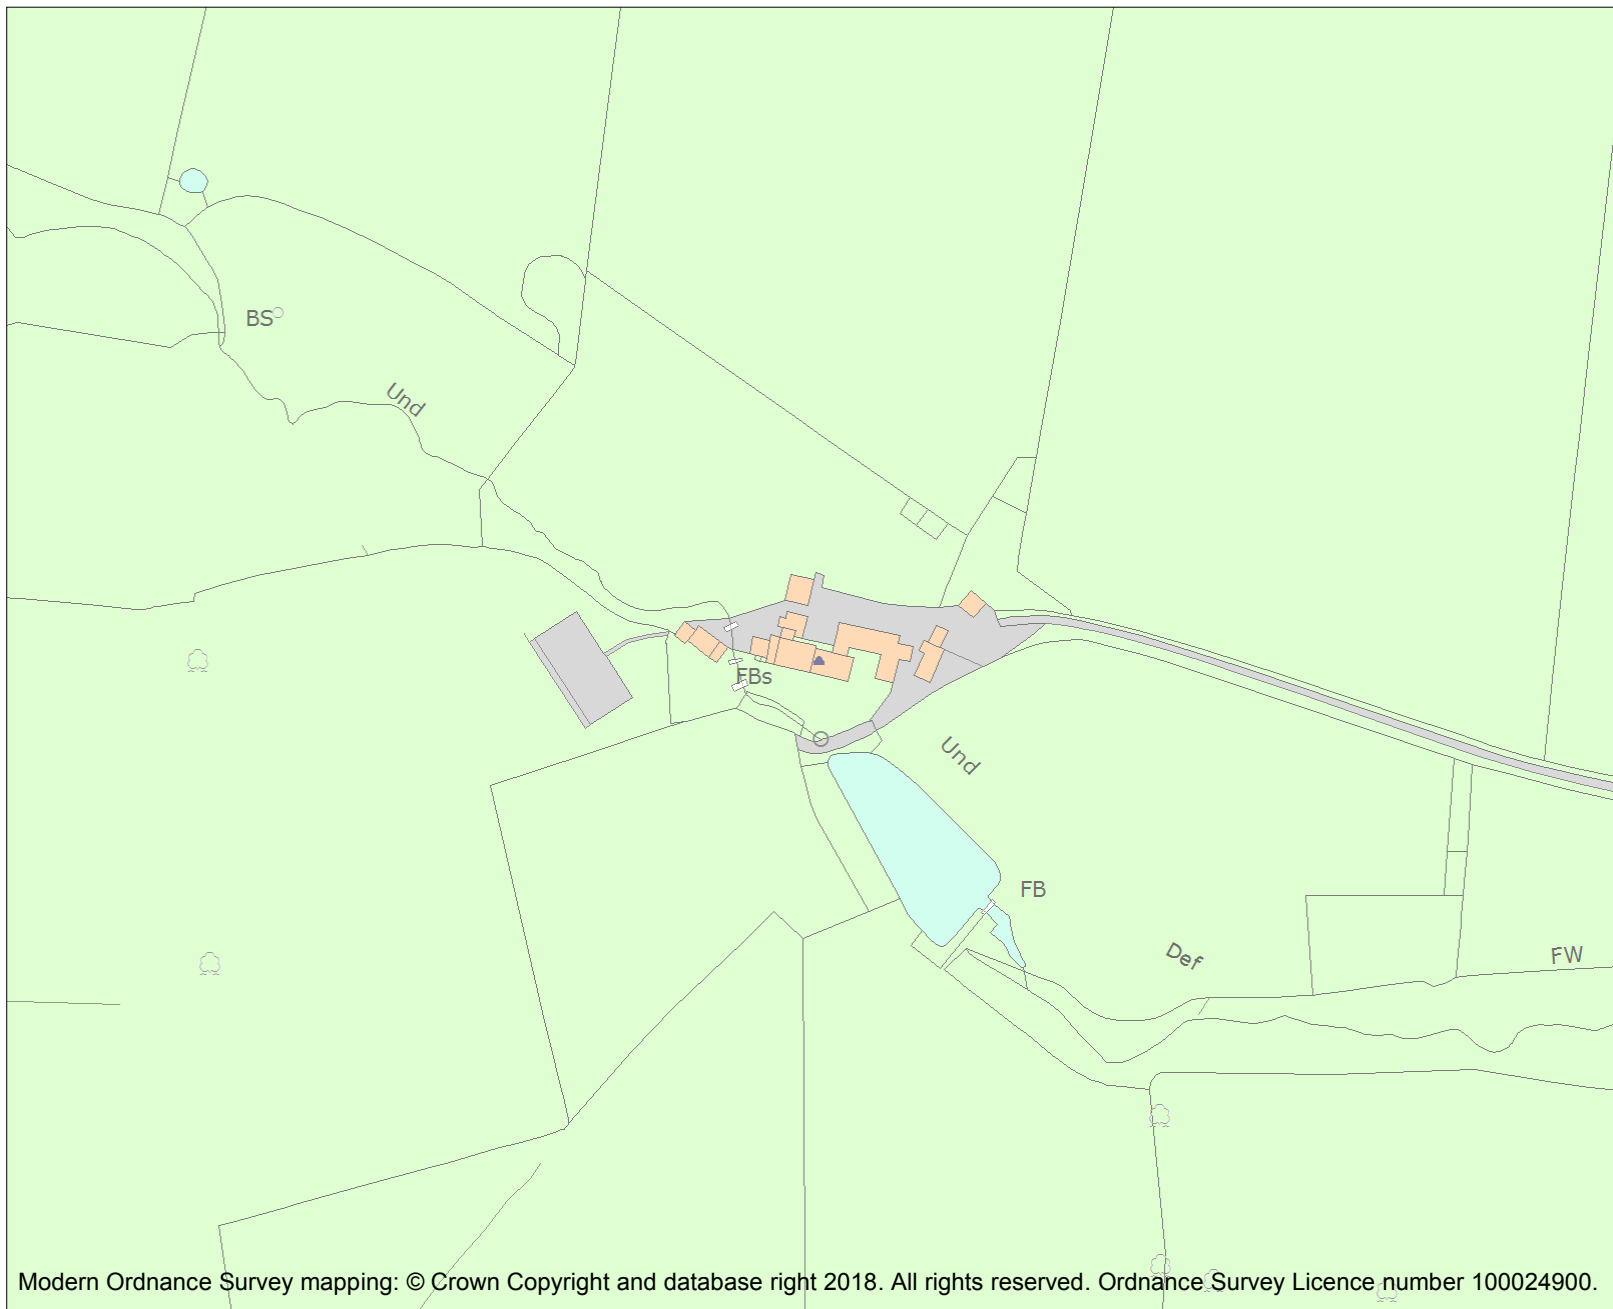 BS
Und
FBs
Und
FB
Def
FW
Modern Ordnance Survey mapping: © Crown Copyright and database right 2018. All rights reserved. Ordnance Survey Licence number 100024900.